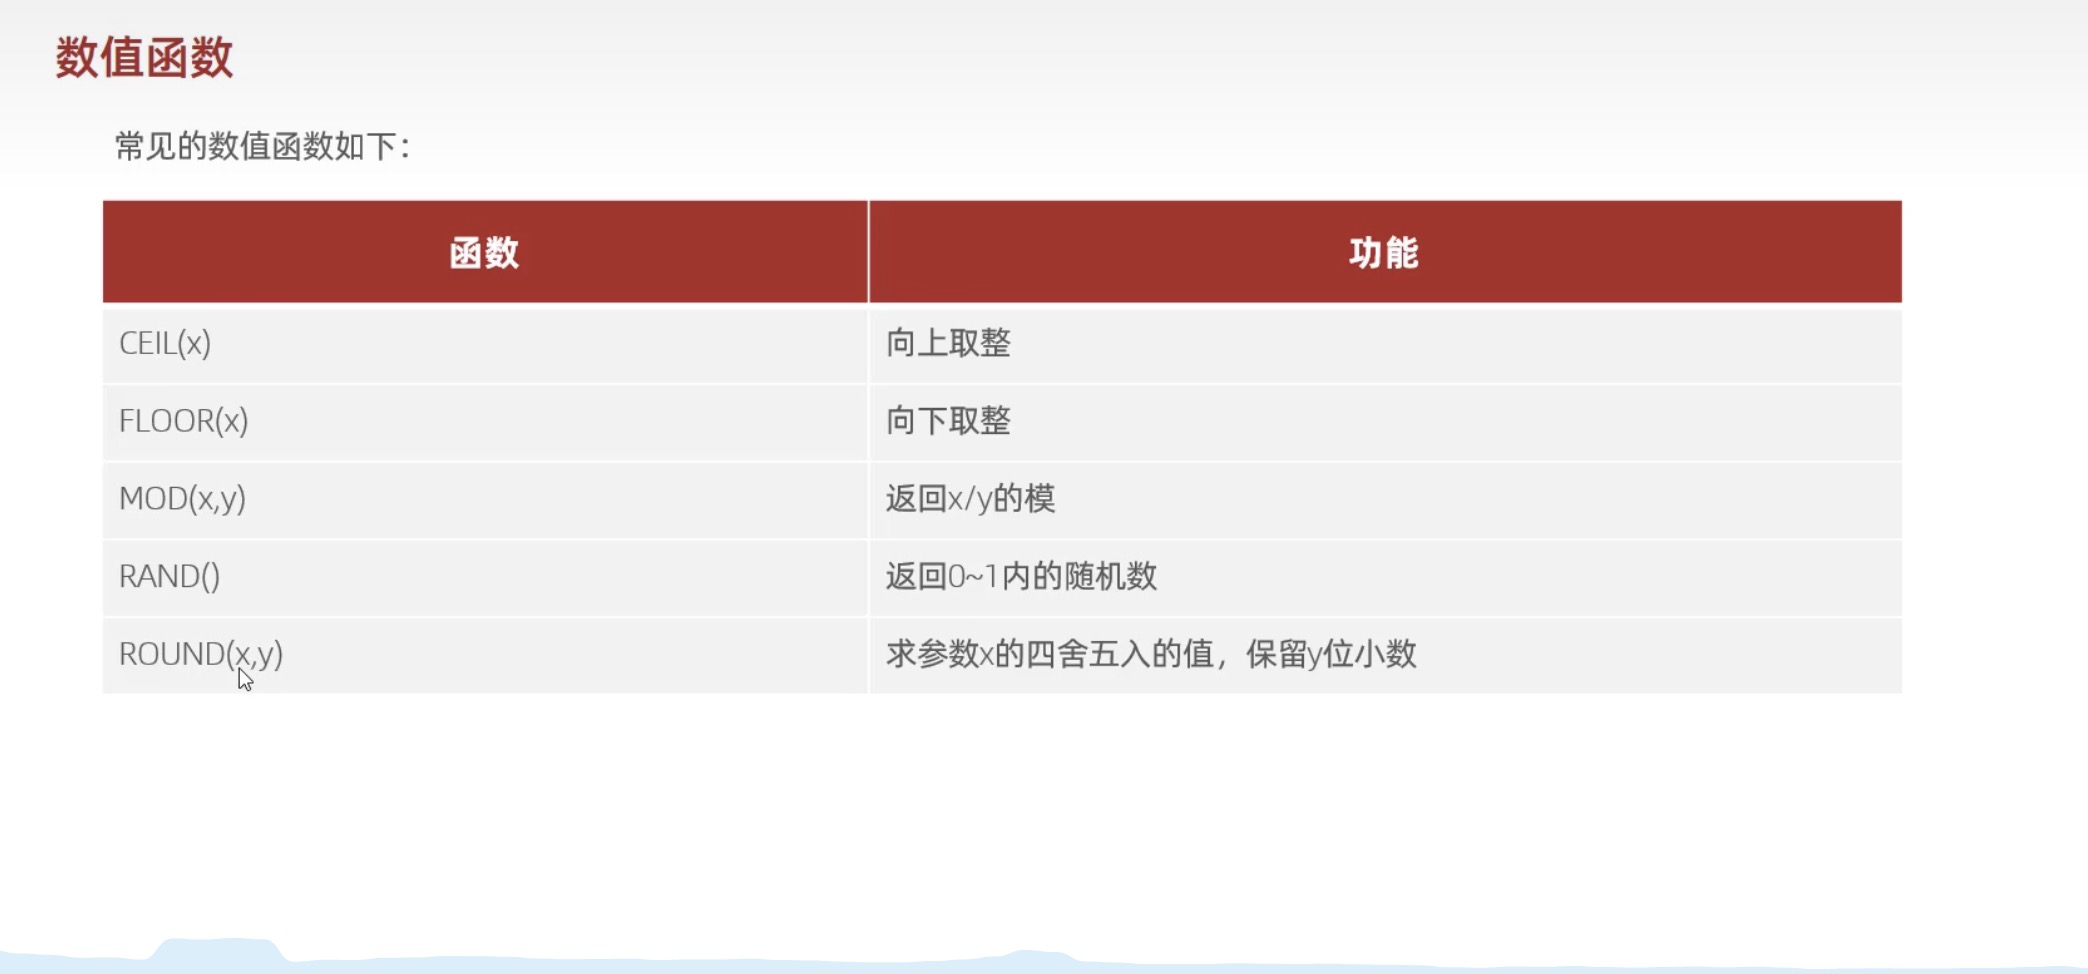 数值函数
常见的数值函数如下：
函数 功能
CEIL(x) 向上取整
FLOOR(x) 向下取整
MOD(x,y) 返回x/y的模
RAND() 返回0~1内的随机数
ROUND(x,y) 求参数x的四舍五入的值，保留y位小数